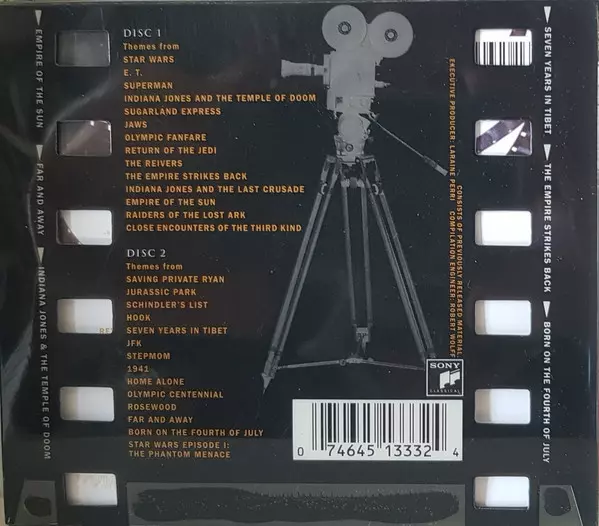 DISC 1
Themes from
STAR WARS
E. T.
SUPERMAN
INDIANA JONES AND THE TEMPLE OF DOOM
SUGARLAND EXPRESS
JAWS
OLYMPIC FANFARE
RETURN OF THE JEDI
THE REIVERS
THE EMPIRE STRIKES BACK
INDIANA JONES AND THE LAST CRUSADE
EMPIRE OF THE SUN
RAIDERS OF THE LOST ARK
CLOSE ENCOUNTERS OF THE THIRD KIND
DISC 2
Themes from
SAVING PRIVATE RYAN
JURASSIC PARK
SCHINDLER'S LIST
HOOK
SEVEN YEARS IN TIBET
JFK
STEPMOM
1941
HOME ALONE
OLYMPIC CENTENNIAL
ROSEWOOD
FAR AND AWAY
BORN ON THE FOURTH OF JULY
STAR WARS EPISODE I:
THE PHANTOM MENACE
EMPIRE OF THE SUN
FAR AND AWAY
INDIANA JONES & THE TEMPLE OF DOOM
SEVEN YEARS IN TIBET
THE EMPIRE STRIKES BACK
BORN ON THE FOURTH OF JULY
CONSISTS OF PREVIOUSLY RELEASED MATERIAL.
EXECUTIVE PRODUCER: LARAINE PERRI COMPILATION ENGINEER: ROBERT WOLFF
SONY
CLASSICAL
0 74645 13332 4